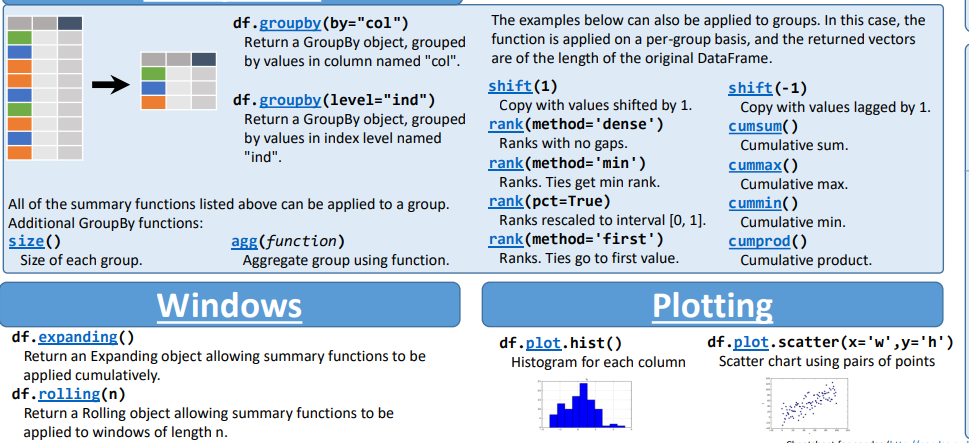 df.groupby(by="col")
Return a GroupBy object, grouped
by values in column named "col".
df.groupby(level="ind")
Return a GroupBy object, grouped
by values in index level named
"ind".
All of the summary functions listed above can be applied to a group.
Additional GroupBy functions:
size()
Size of each group.
agg(function)
Aggregate group using function.
The examples below can also be applied to groups. In this case, the
function is applied on a per-group basis, and the returned vectors
are of the length of the original DataFrame.
shift(1)
Copy with values shifted by 1.
rank(method='dense')
Ranks with no gaps.
rank(method='min')
Ranks. Ties get min rank.
rank(pct=True)
Ranks rescaled to interval [0, 1].
rank(method='first')
Ranks. Ties go to first value.
shift(-1)
Copy with values lagged by 1.
cumsum()
Cumulative sum.
cummax()
Cumulative max.
cummin()
Cumulative min.
cumprod()
Cumulative product.
Windows
df.expanding()
Return an Expanding object allowing summary functions to be
applied cumulatively.
df.rolling(n)
Return a Rolling object allowing summary functions to be
applied to windows of length n.
Plotting
df.plot.hist()
Histogram for each column
df.plot.scatter(x='w',y='h')
Scatter chart using pairs of points